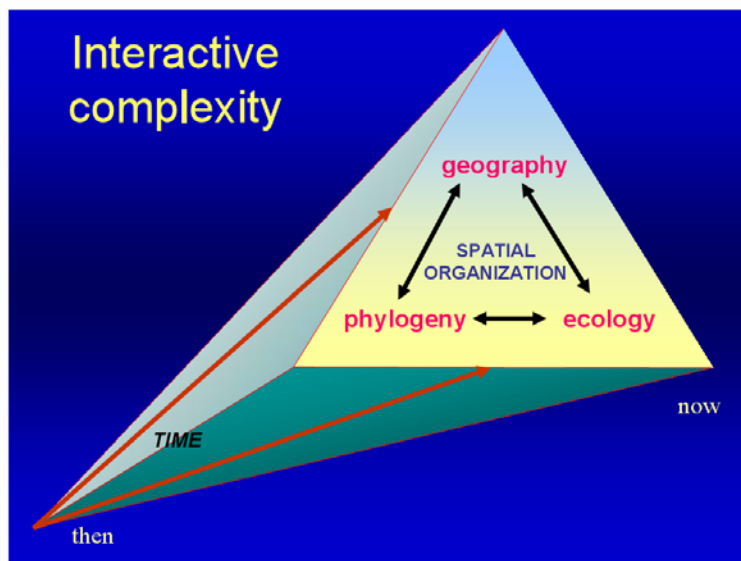 Interactive
complexity
geography
SPATIAL
ORGANIZATION
phylogeny ecology
now
TIME
then